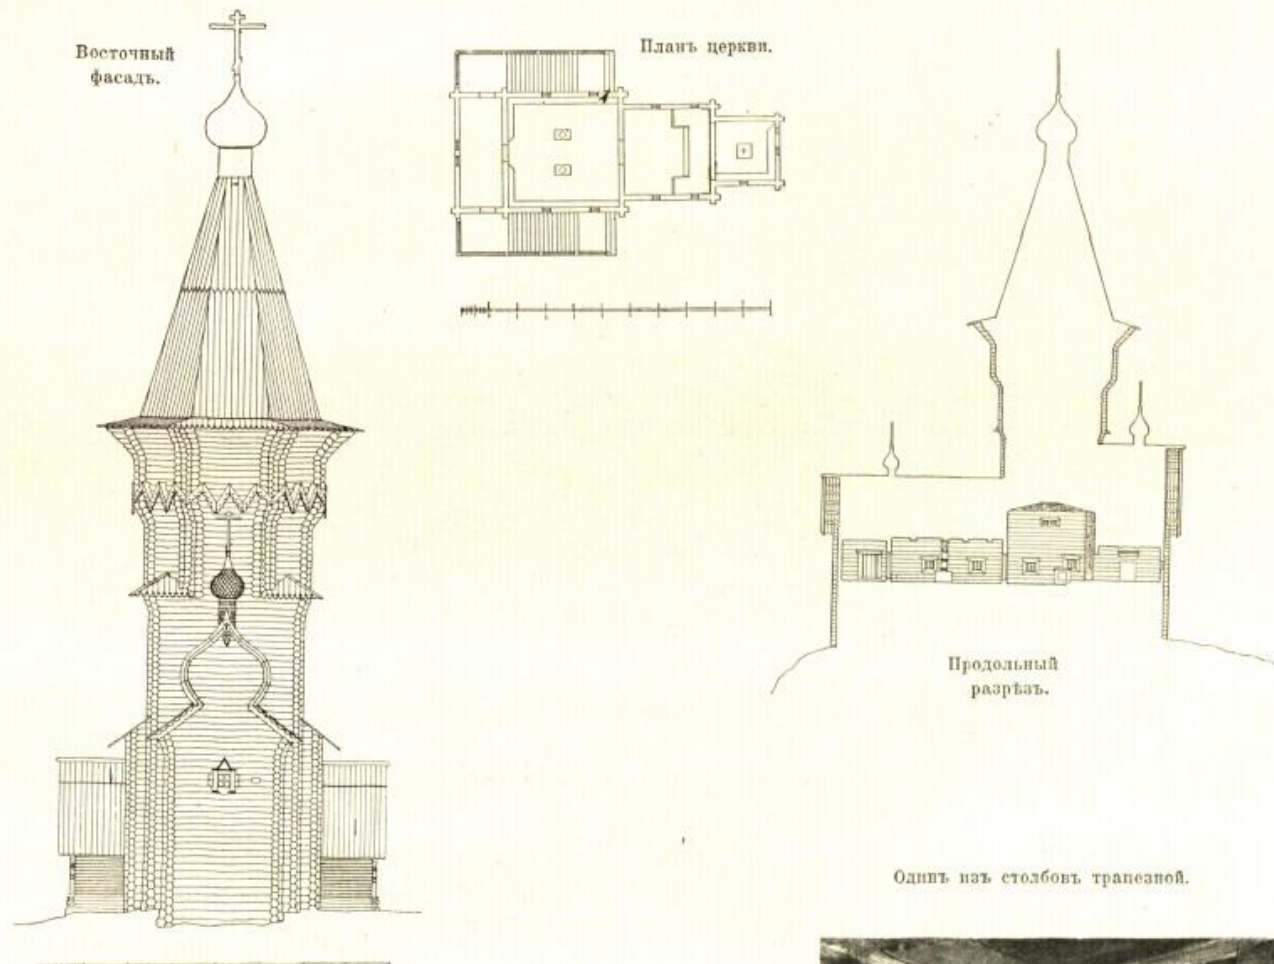 Восточный
фасадъ.
Планъ церкви.
Продольный
разрѣзъ.
Одинъ изъ столбовъ трапезной.